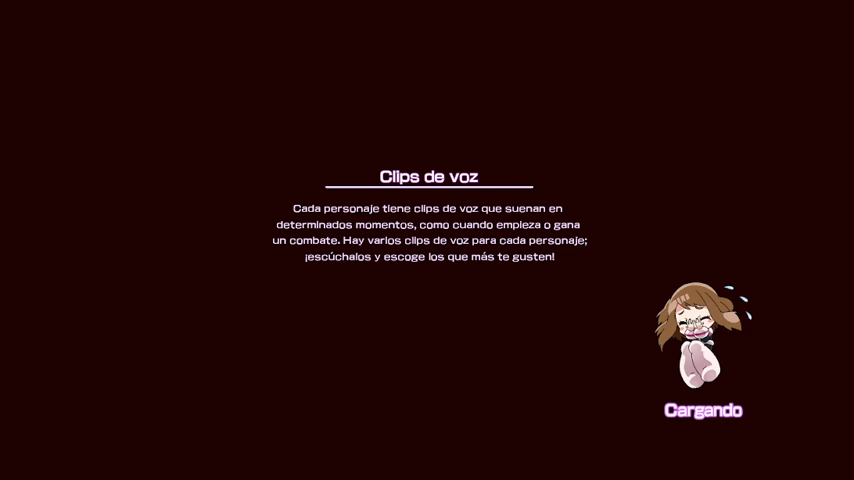 Clips de voz
Cada personaje tiene clips de voz que suenan en
determinados momentos, como cuando empieza o gana
un combate. Hay varios clips de voz para cada personaje;
¡escúchalos y escoge los que más te gusten!
Cargando